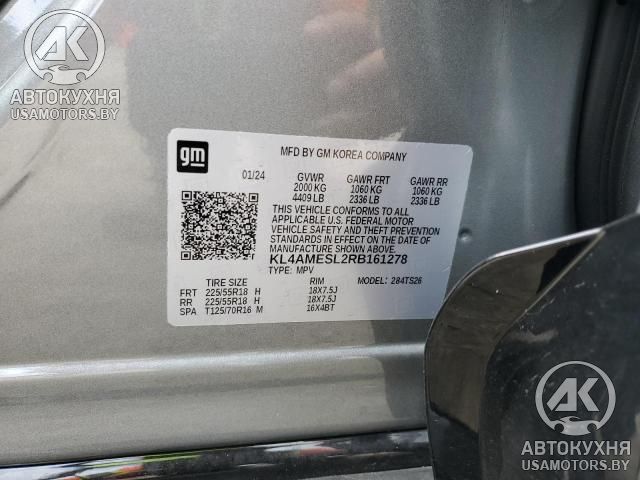 AK
АВТОКУХНЯ
USAMOTORS.BY
gm
MFD BY GM KOREA COMPANY
01/24 GVWR GAWR FRT GAWR RR
2000 KG 1060 KG 1060 KG
4409 LB 2336 LB 2336 LB
THIS VEHICLE CONFORMS TO ALL
APPLICABLE U.S. FEDERAL MOTOR
VEHICLE SAFETY, BUMPER, AND
THEFT PREVENTION STANDARDS
IN EFFECT ON THE DATE OF
MANUFACTURE SHOWN ABOVE.
KL4AMESL2RB161278
TYPE: MPV MODEL: 284TS26
TIRE SIZE RIM
FRT 225/55R18 H 18X7.5J
RR 225/55R18 H 18X7.5J
SPA T125/70R16 M 16X4BT
AK
АВТОКУХНЯ
USAMOTORS.BY